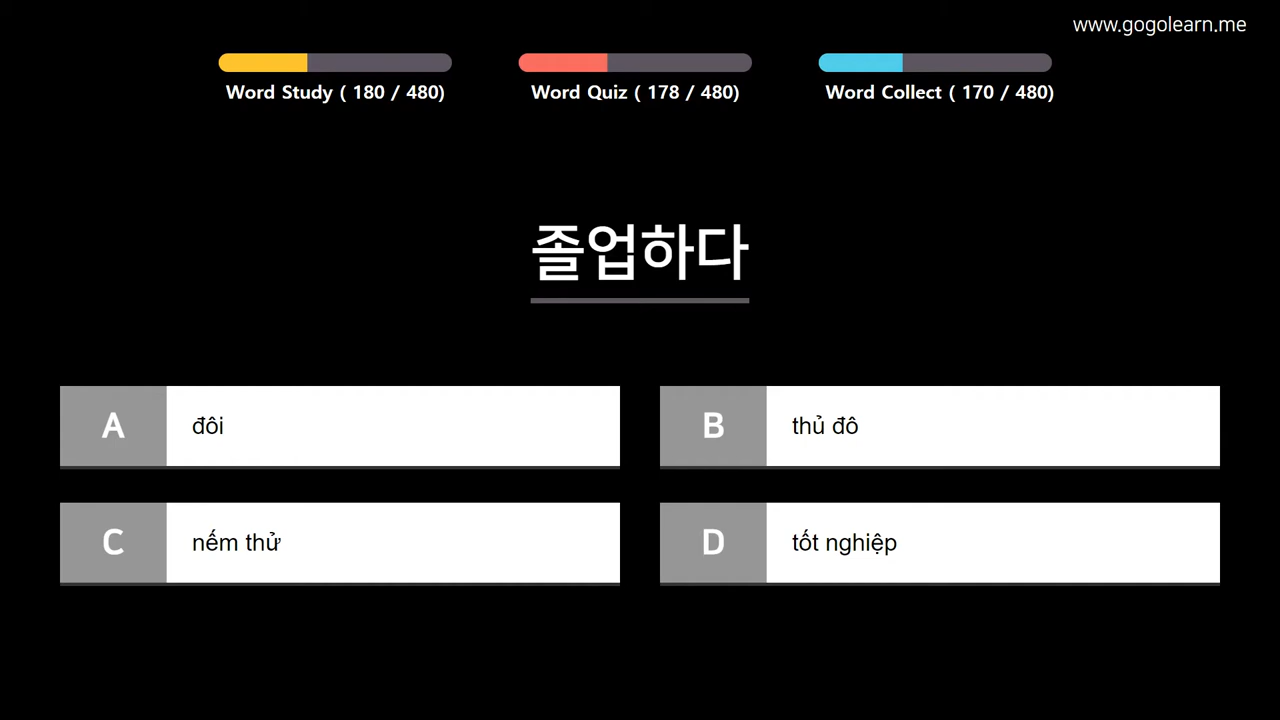 www.gogolearn.me
Word Study ( 180 / 480)
Word Quiz ( 178 / 480)
Word Collect ( 170 / 480)
졸업하다
A
đôi
B
thủ đô
C
nếm thử
D
tốt nghiệp